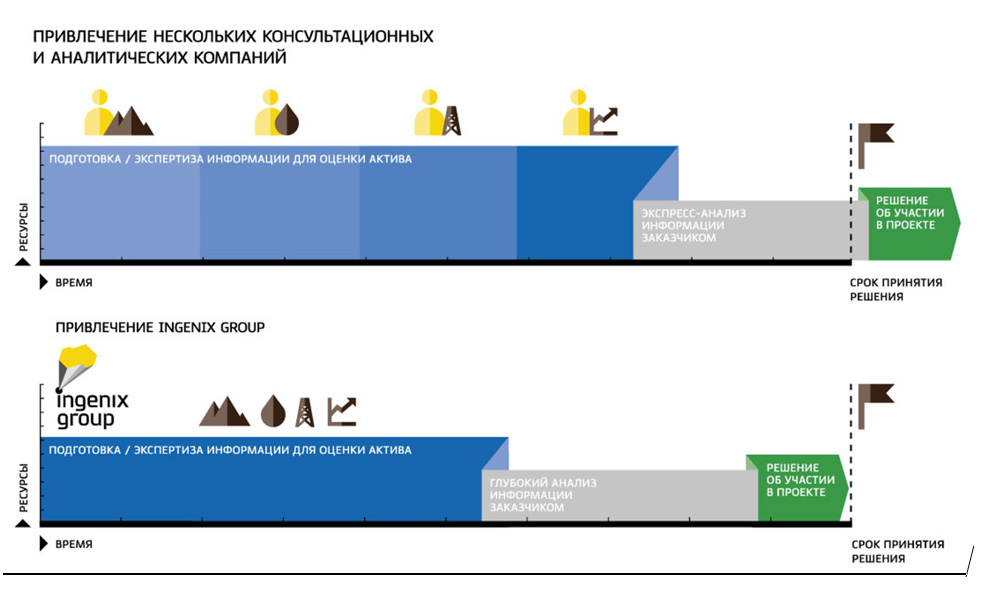 ПРИВЛЕЧЕНИЕ НЕСКОЛЬКИХ КОНСУЛЬТАЦИОННЫХ
И АНАЛИТИЧЕСКИХ КОМПАНИЙ
ПОДГОТОВКА / ЭКСПЕРТИЗА ИНФОРМАЦИИ ДЛЯ ОЦЕНКИ АКТИВА
ЭКСПРЕСС-АНАЛИЗ
ИНФОРМАЦИИ
ЗАКАЗЧИКОМ
РЕШЕНИЕ
ОБ УЧАСТИИ
В ПРОЕКТЕ
РЕСУРСЫ
ВРЕМЯ
СРОК ПРИНЯТИЯ
РЕШЕНИЯ
ПРИВЛЕЧЕНИЕ INGENIX GROUP
ingenix
group
ПОДГОТОВКА / ЭКСПЕРТИЗА ИНФОРМАЦИИ ДЛЯ ОЦЕНКИ АКТИВА
ГЛУБОКИЙ АНАЛИЗ
ИНФОРМАЦИИ
ЗАКАЗЧИКОМ
РЕШЕНИЕ
ОБ УЧАСТИИ
В ПРОЕКТЕ
РЕСУРСЫ
ВРЕМЯ
СРОК ПРИНЯТИЯ
РЕШЕНИЯ